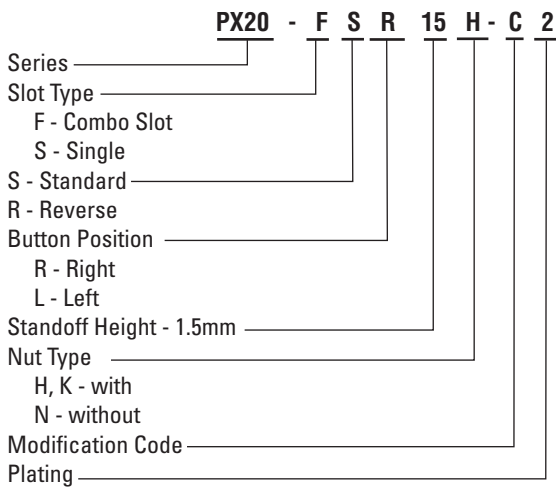 PX20 - F S R 15 H - C 2
Series
Slot Type
F - Combo Slot
S - Single
S - Standard
R - Reverse
Button Position
R - Right
L - Left
Standoff Height - 1.5mm
Nut Type
H, K - with
N - without
Modification Code
Plating